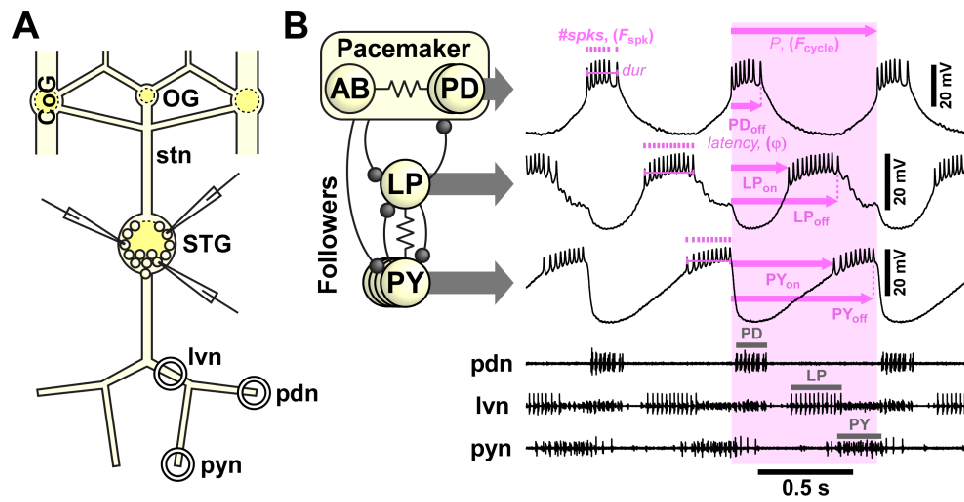 A
CoG
OG
stn
STG
lvn
pdn
pyn
B
Pacemaker
AB
PD
LP
PY
Followers
#spks, (Fspk)
dur
P, (Fcycle)
20 mV
PDoff
latency, (φ)
LPon
LPoff
20 mV
PYon
PYoff
20 mV
PD
pdn
LP
lvn
PY
pyn
0.5 s